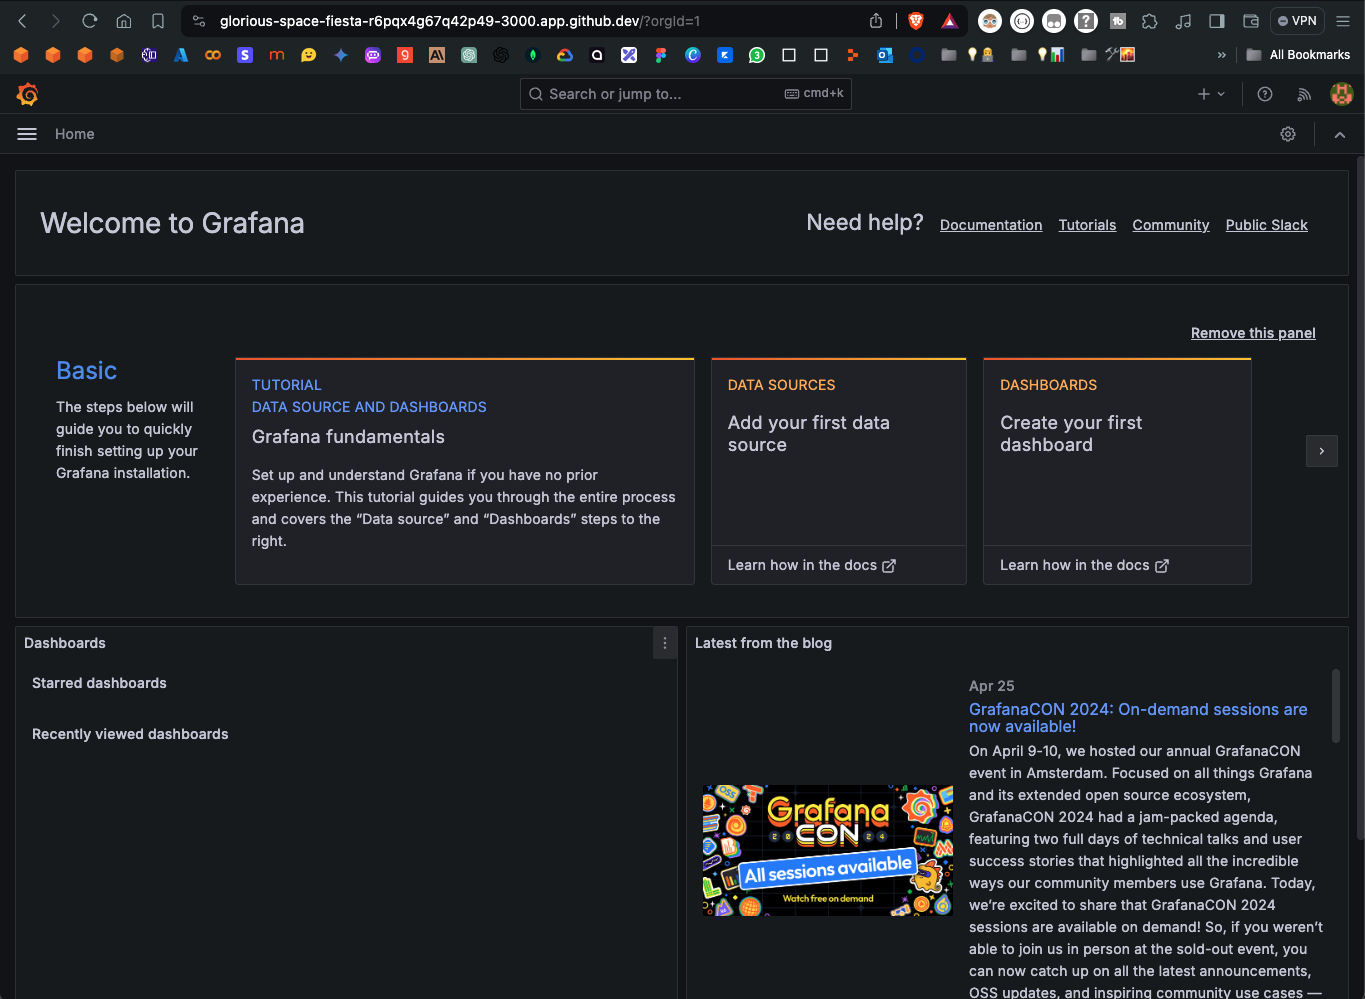 glorious-space-fiesta-r6pqx4g67q42p49-3000.app.github.dev/?orgId=1
VPN
All Bookmarks
Search or jump to...
cmd+k
Home
Welcome to Grafana
Need help?
Documentation
Tutorials
Community
Public Slack
Remove this panel
Basic
The steps below will
guide you to quickly
finish setting up your
Grafana installation.
TUTORIAL
DATA SOURCE AND DASHBOARDS
Grafana fundamentals
Set up and understand Grafana if you have no prior
experience. This tutorial guides you through the entire process
and covers the “Data source” and “Dashboards” steps to the
right.
DATA SOURCES
Add your first data
source
Learn how in the docs
DASHBOARDS
Create your first
dashboard
Learn how in the docs
Dashboards
Starred dashboards
Recently viewed dashboards
Latest from the blog
Grafana
CON
2 0 2 4
All sessions available
Watch free on demand
Apr 25
GrafanaCON 2024: On-demand sessions are
now available!
On April 9-10, we hosted our annual GrafanaCON
event in Amsterdam. Focused on all things Grafana
and its extended open source ecosystem,
GrafanaCON 2024 had a jam-packed agenda,
featuring two full days of technical talks and user
success stories that highlighted all the incredible
ways our community members use Grafana. Today,
we’re excited to share that GrafanaCON 2024
sessions are available on demand! So, if you weren’t
able to join us in person at the sold-out event, you
can now catch up on all the latest announcements,
OSS updates, and inspiring community use cases —